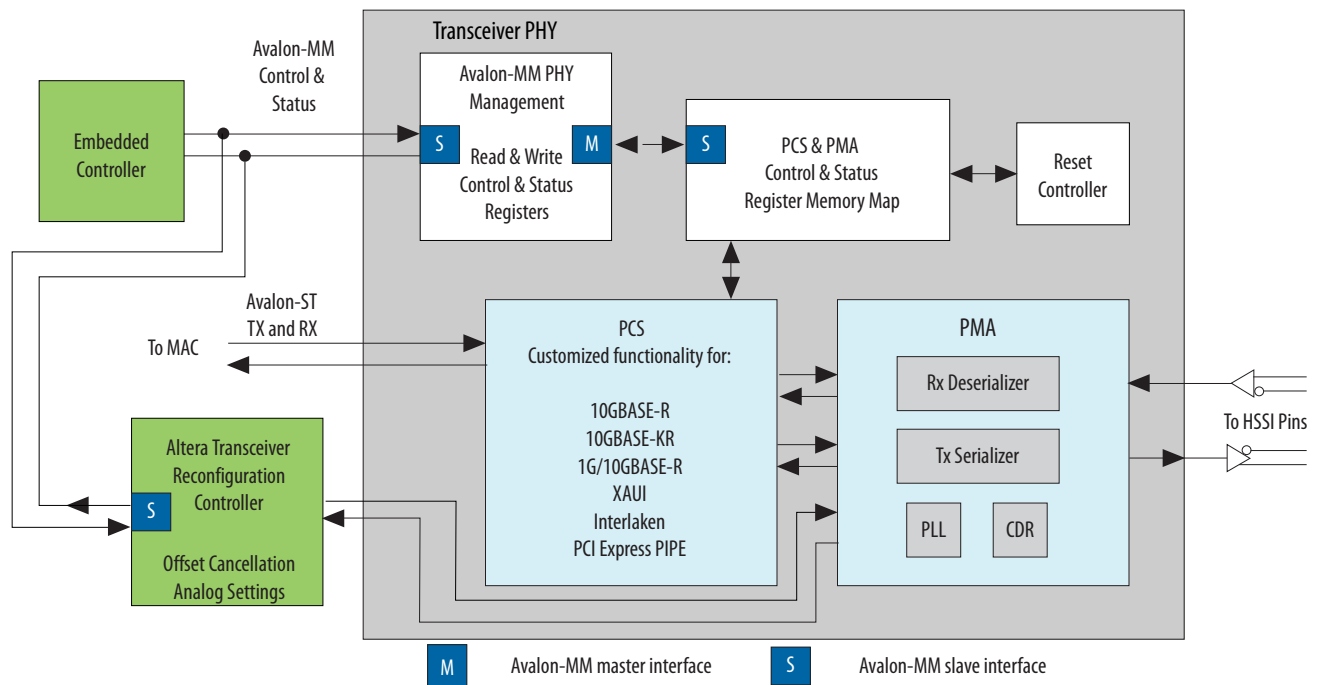 Transceiver PHY
Avalon-MM
Control &
Status
Embedded
Controller
Avalon-MM PHY
Management
S
M
Read & Write
Control & Status
Registers
S
PCS & PMA
Control & Status
Register Memory Map
Reset
Controller
Avalon-ST
TX and RX
To MAC
PCS
Customized functionality for:
10GBASE-R
10GBASE-KR
1G/10GBASE-R
XAUI
Interlaken
PCI Express PIPE
PMA
Rx Deserializer
Tx Serializer
PLL
CDR
To HSSI Pins
Altera Transceiver
Reconfiguration
Controller
S
Offset Cancellation
Analog Settings
M
Avalon-MM master interface
S
Avalon-MM slave interface